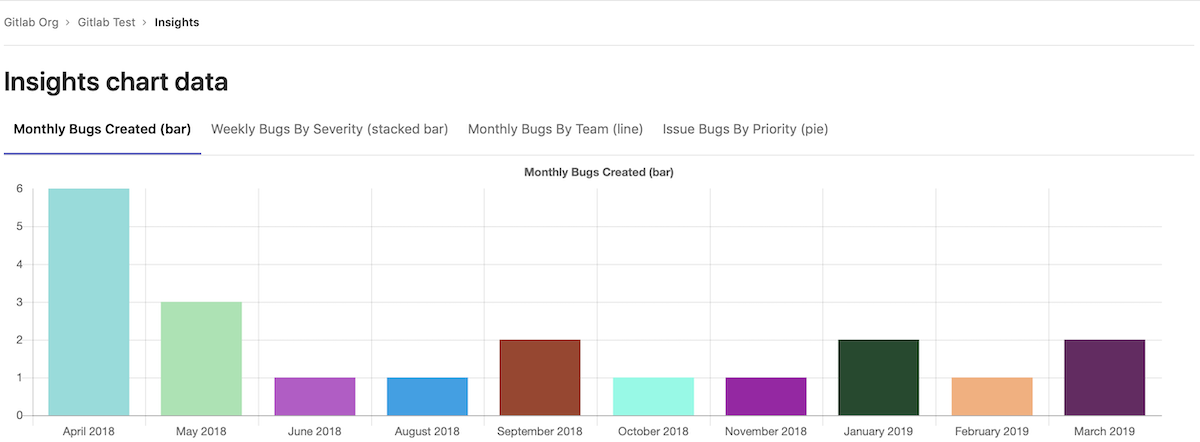 Gitlab Org › Gitlab Test › Insights
Insights chart data
Monthly Bugs Created (bar) Weekly Bugs By Severity (stacked bar) Monthly Bugs By Team (line) Issue Bugs By Priority (pie)
Monthly Bugs Created (bar)
6
5
4
3
2
1
0
April 2018 May 2018 June 2018 August 2018 September 2018 October 2018 November 2018 January 2019 February 2019 March 2019